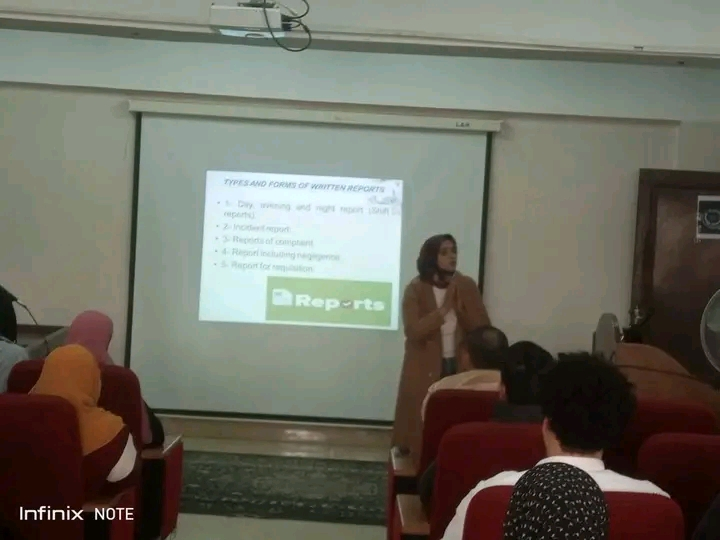 TYPES AND FORMS OF WRITTEN REPORTS
• 1- Day, evening and night report (Shift
reports).
• 2- Incident report.
• 3- Reports of complaint.
• 4- Report including negligence.
• 5- Report for requisition.
Reports
Infinix NOTE